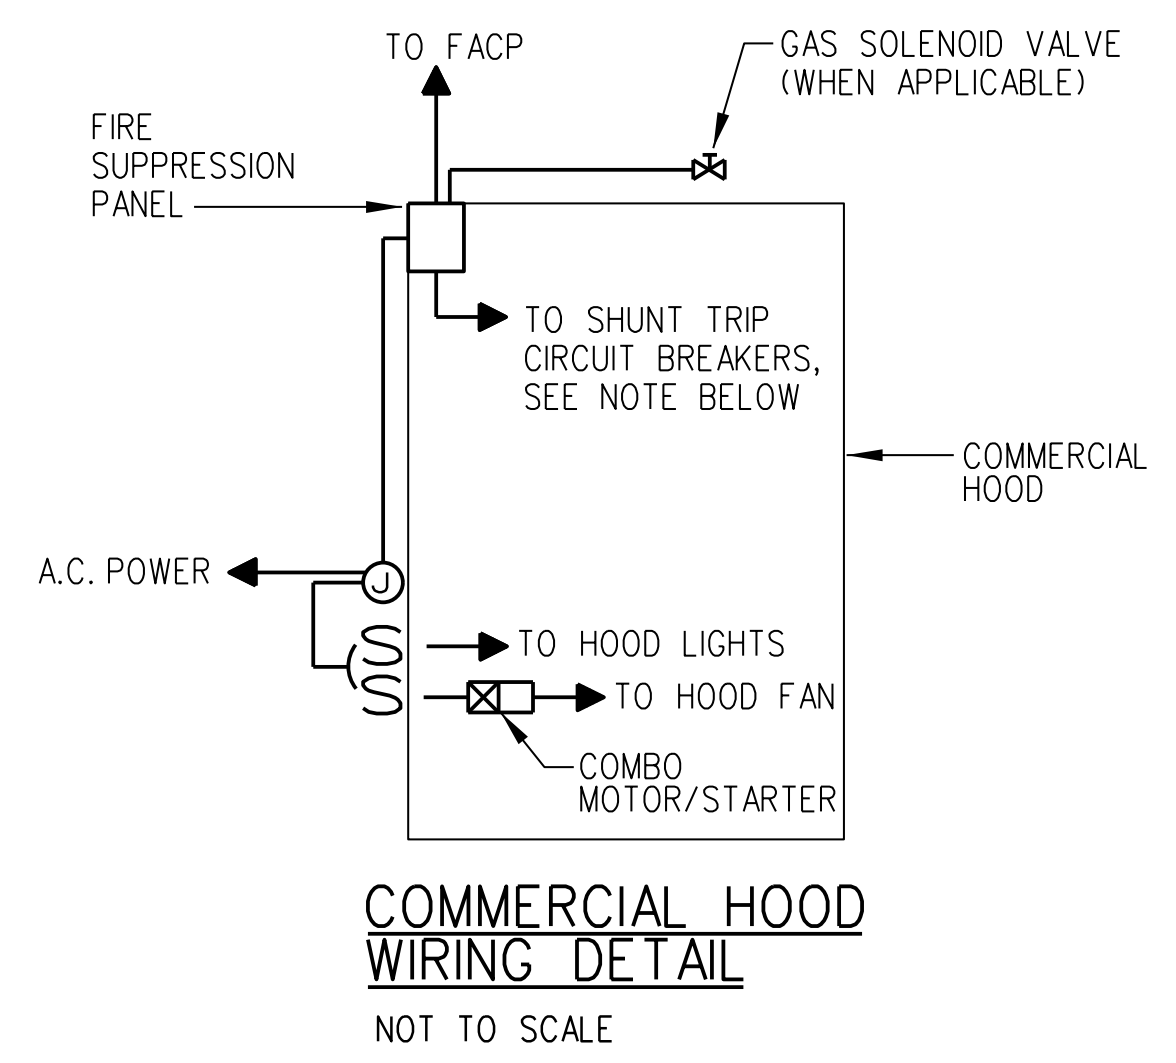 TO FACP
GAS SOLENOID VALVE
(WHEN APPLICABLE)
FIRE
SUPPRESSION
PANEL
TO SHUNT TRIP
CIRCUIT BREAKERS,
SEE NOTE BELOW
COMMERCIAL
HOOD
A.C. POWER
J
S
TO HOOD LIGHTS
S
TO HOOD FAN
COMBO
MOTOR/STARTER
COMMERCIAL HOOD
WIRING DETAIL
NOT TO SCALE